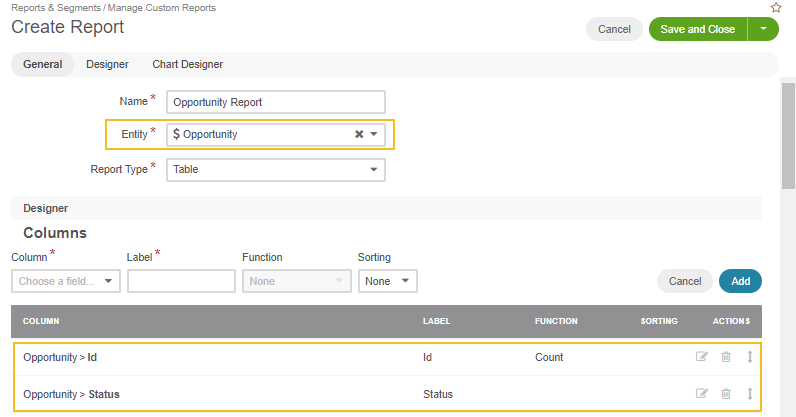 Reports & Segments / Manage Custom Reports
Create Report
Cancel
Save and Close
General Designer Chart Designer
Name * Opportunity Report
Entity * $ Opportunity
Report Type * Table
Designer
Columns
Column * Label * Function Sorting
Choose a field... None None Cancel Add
COLUMN LABEL FUNCTION SORTING ACTIONS
Opportunity > Id Id Count
Opportunity > Status Status